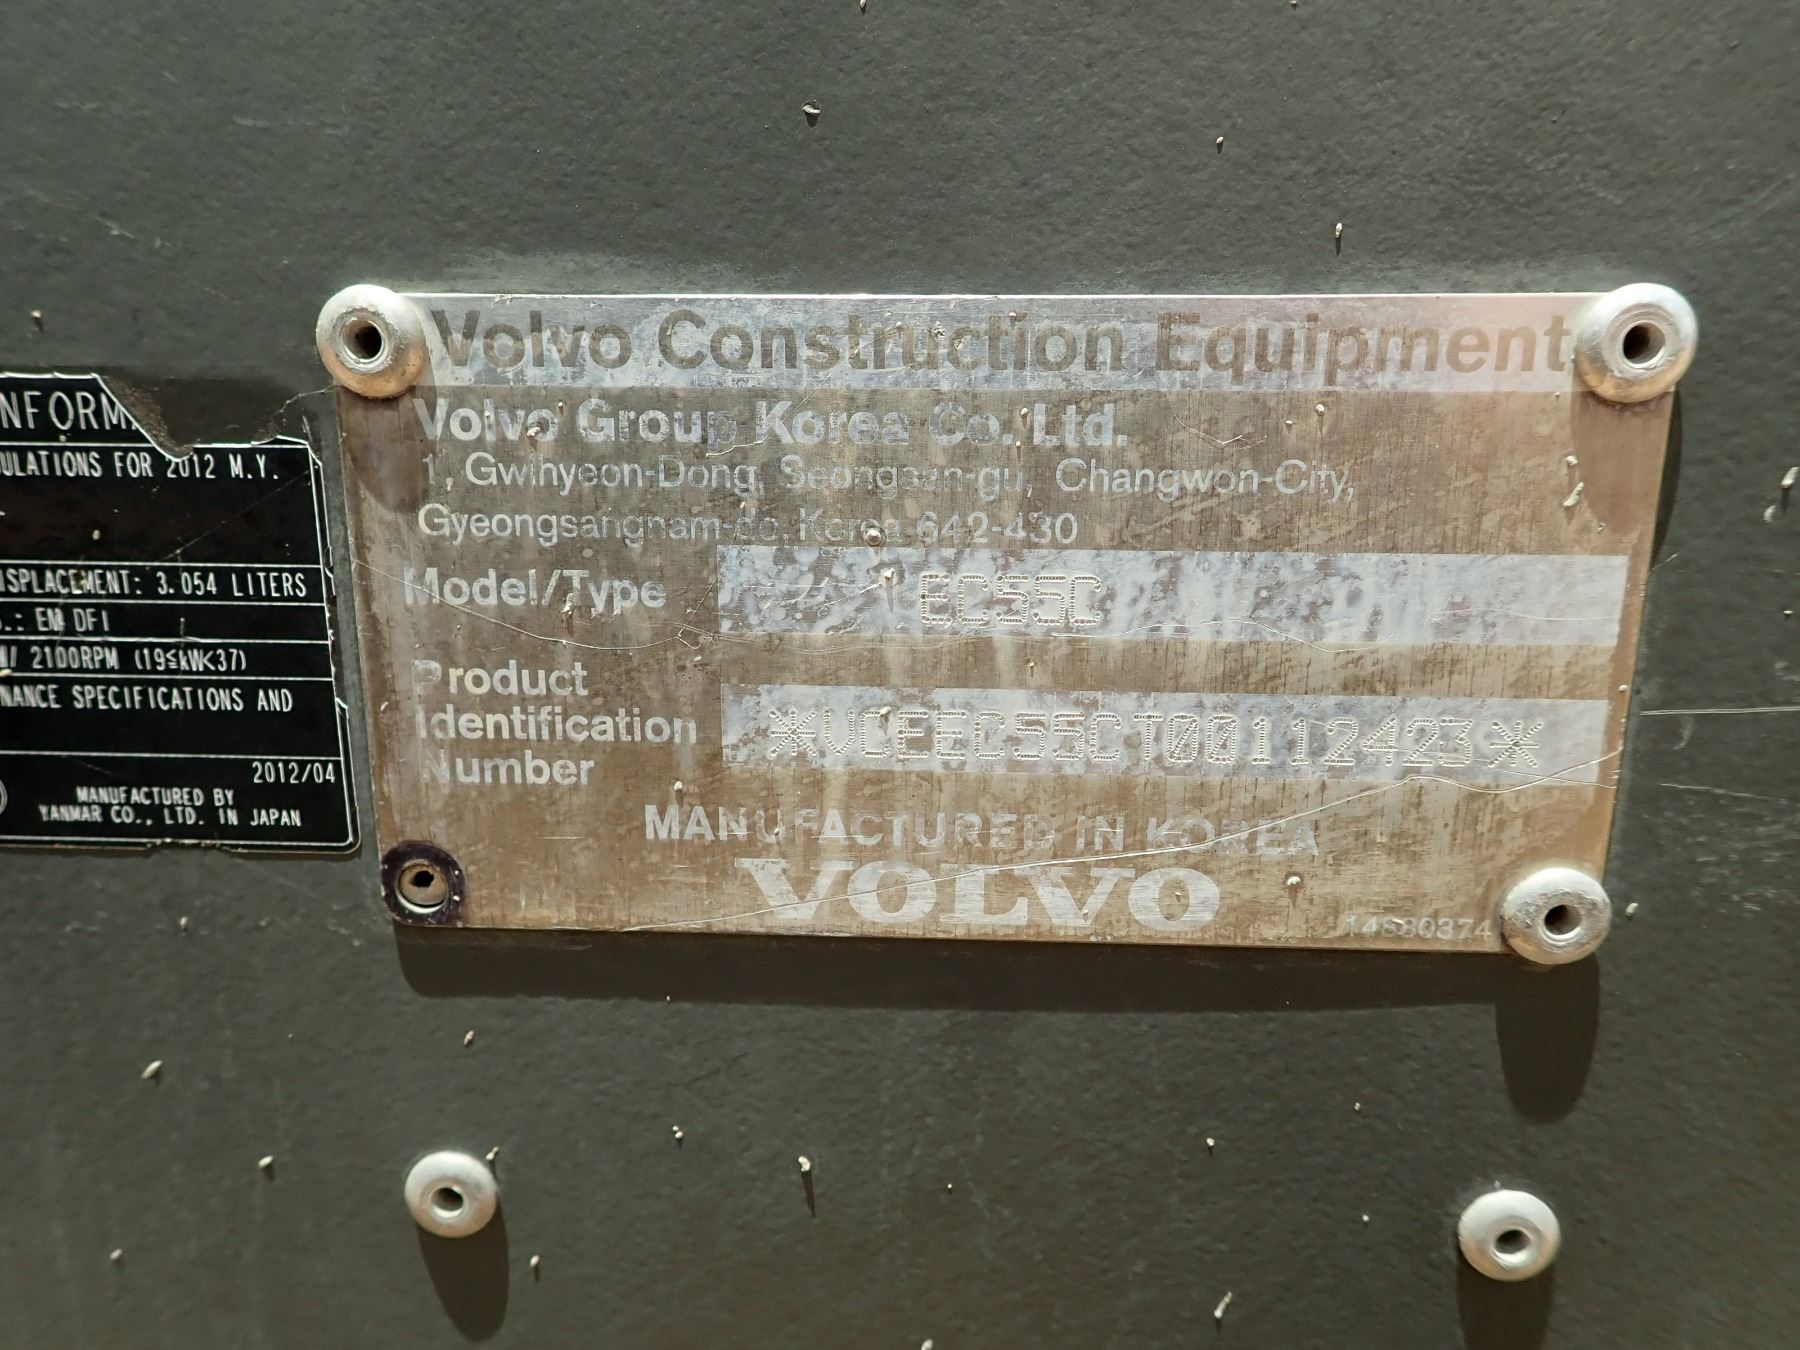 Volvo Construction Equipment
Volvo Group Korea Co. Ltd.
1, Gwihyeon-Dong, Seongsan-gu, Changwon-City,
Gyeongsangnam-do, Korea 642-430
Model/Type EC55C
Product
Identification
Number
*VCEEC55CT00112423*
MANUFACTURED IN KOREA
VOLVO
14880374
NFORM
ULATIONS FOR 2012 M.Y.
ISPLACEMENT: 3.054 LITERS
S.: EM DFI
W/ 2100RPM (19≤kW<37)
NANCE SPECIFICATIONS AND
2012/04
MANUFACTURED BY
YANMAR CO., LTD. IN JAPAN